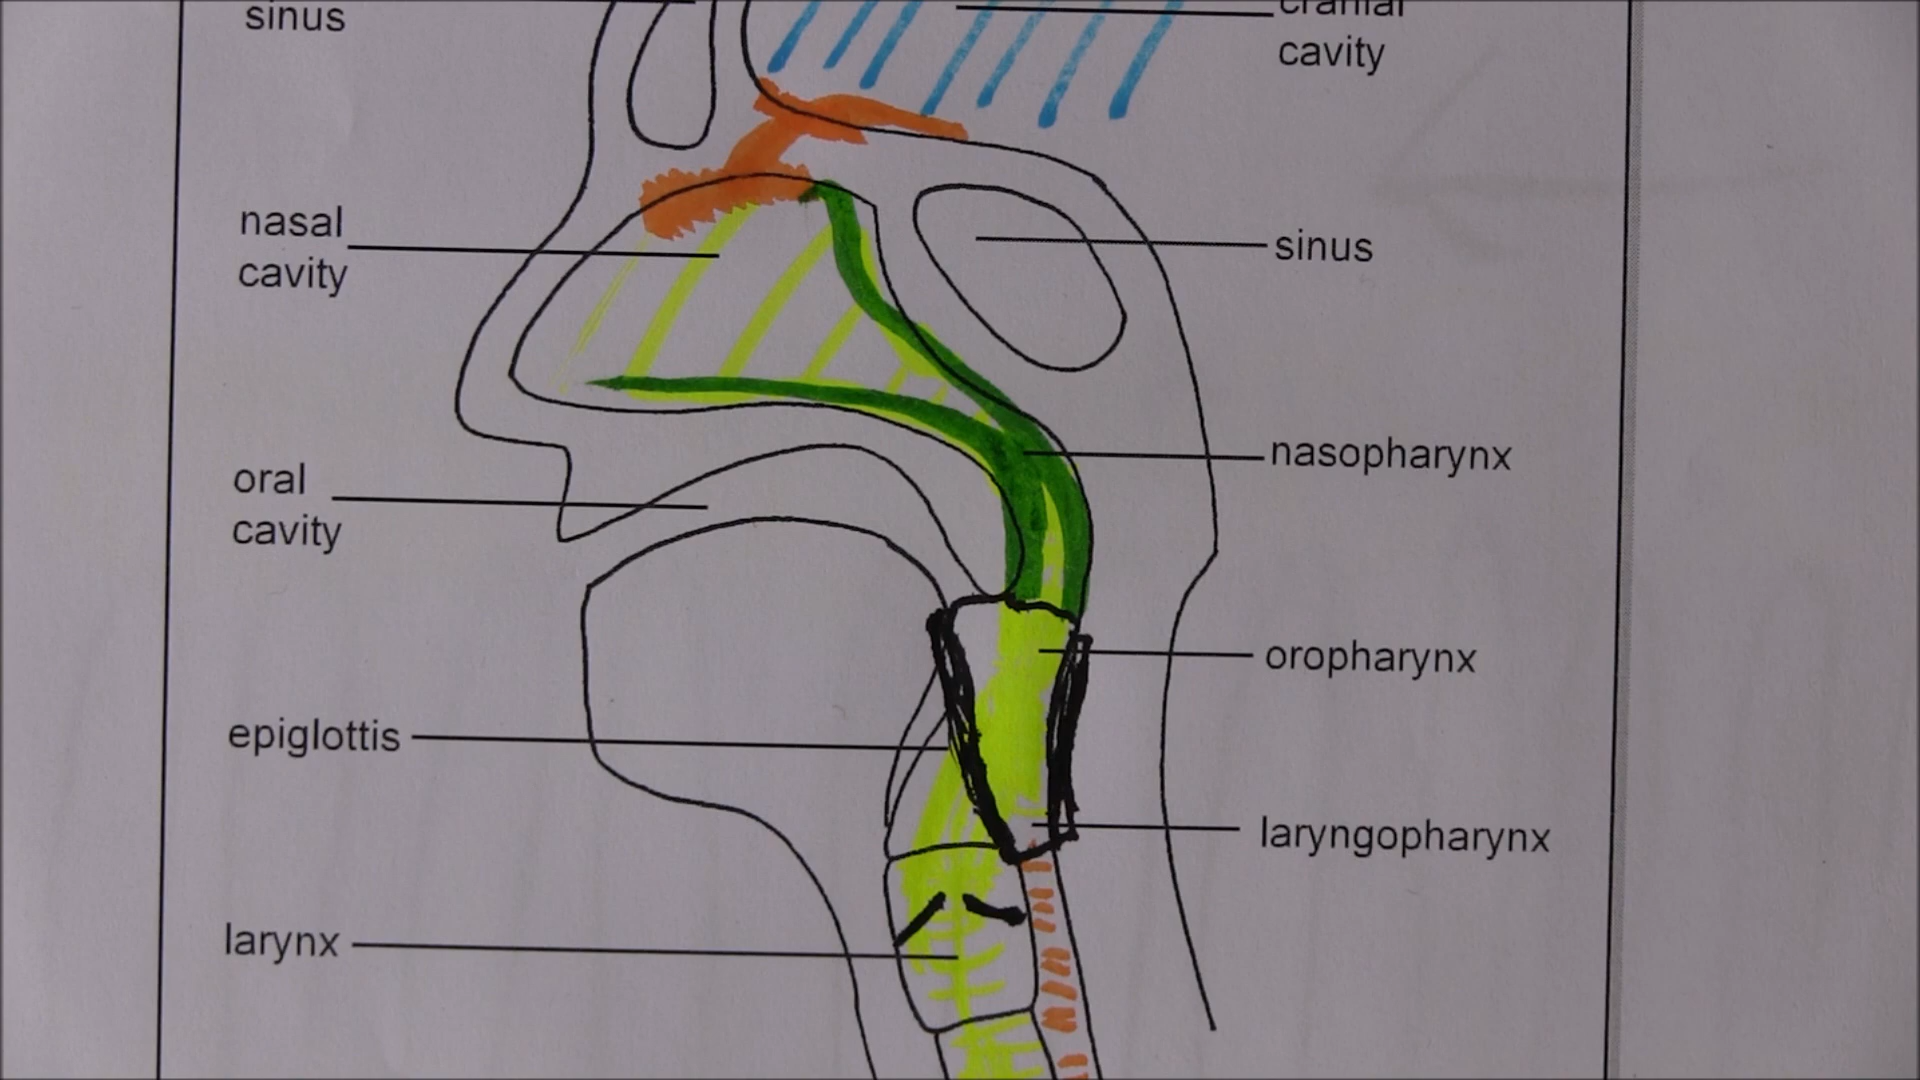 sinus
cranial
cavity
nasal
cavity
sinus
nasopharynx
oral
cavity
oropharynx
epiglottis
laryngopharynx
larynx